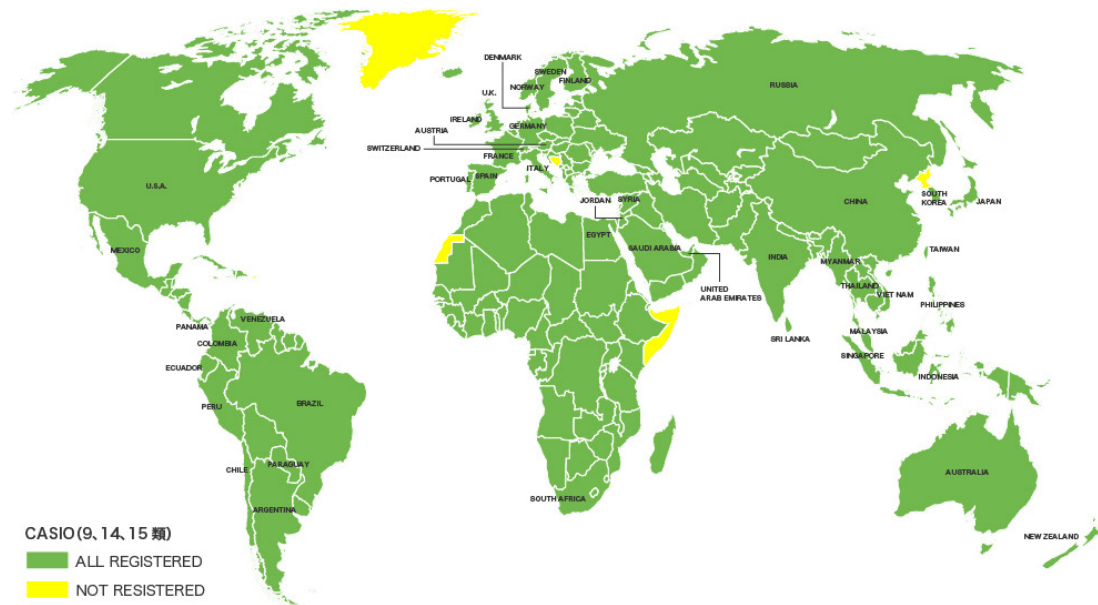 DENMARK
SWEDEN
FINLAND
RUSSIA
NORWAY
U.K.
IRELAND
GERMANY
AUSTRIA
SWITZERLAND
FRANCE
ITALY
PORTUGAL
SPAIN
U.S.A.
MEXICO
JORDAN
SYRIA
EGYPT
SAUDI ARABIA
UNITED
ARAB EMIRATES
CHINA
SOUTH
KOREA
JAPAN
TAIWAN
INDIA
MYANMAR
THAILAND
VIET NAM
PHILIPPINES
SRI LANKA
MALAYSIA
SINGAPORE
INDONESIA
PANAMA
VENEZUELA
COLOMBIA
ECUADOR
PERU
BRAZIL
CHILE
PARAGUAY
ARGENTINA
SOUTH AFRICA
AUSTRALIA
NEW ZEALAND
CASIO(9、14、15 類)
ALL REGISTERED
NOT RESISTERED